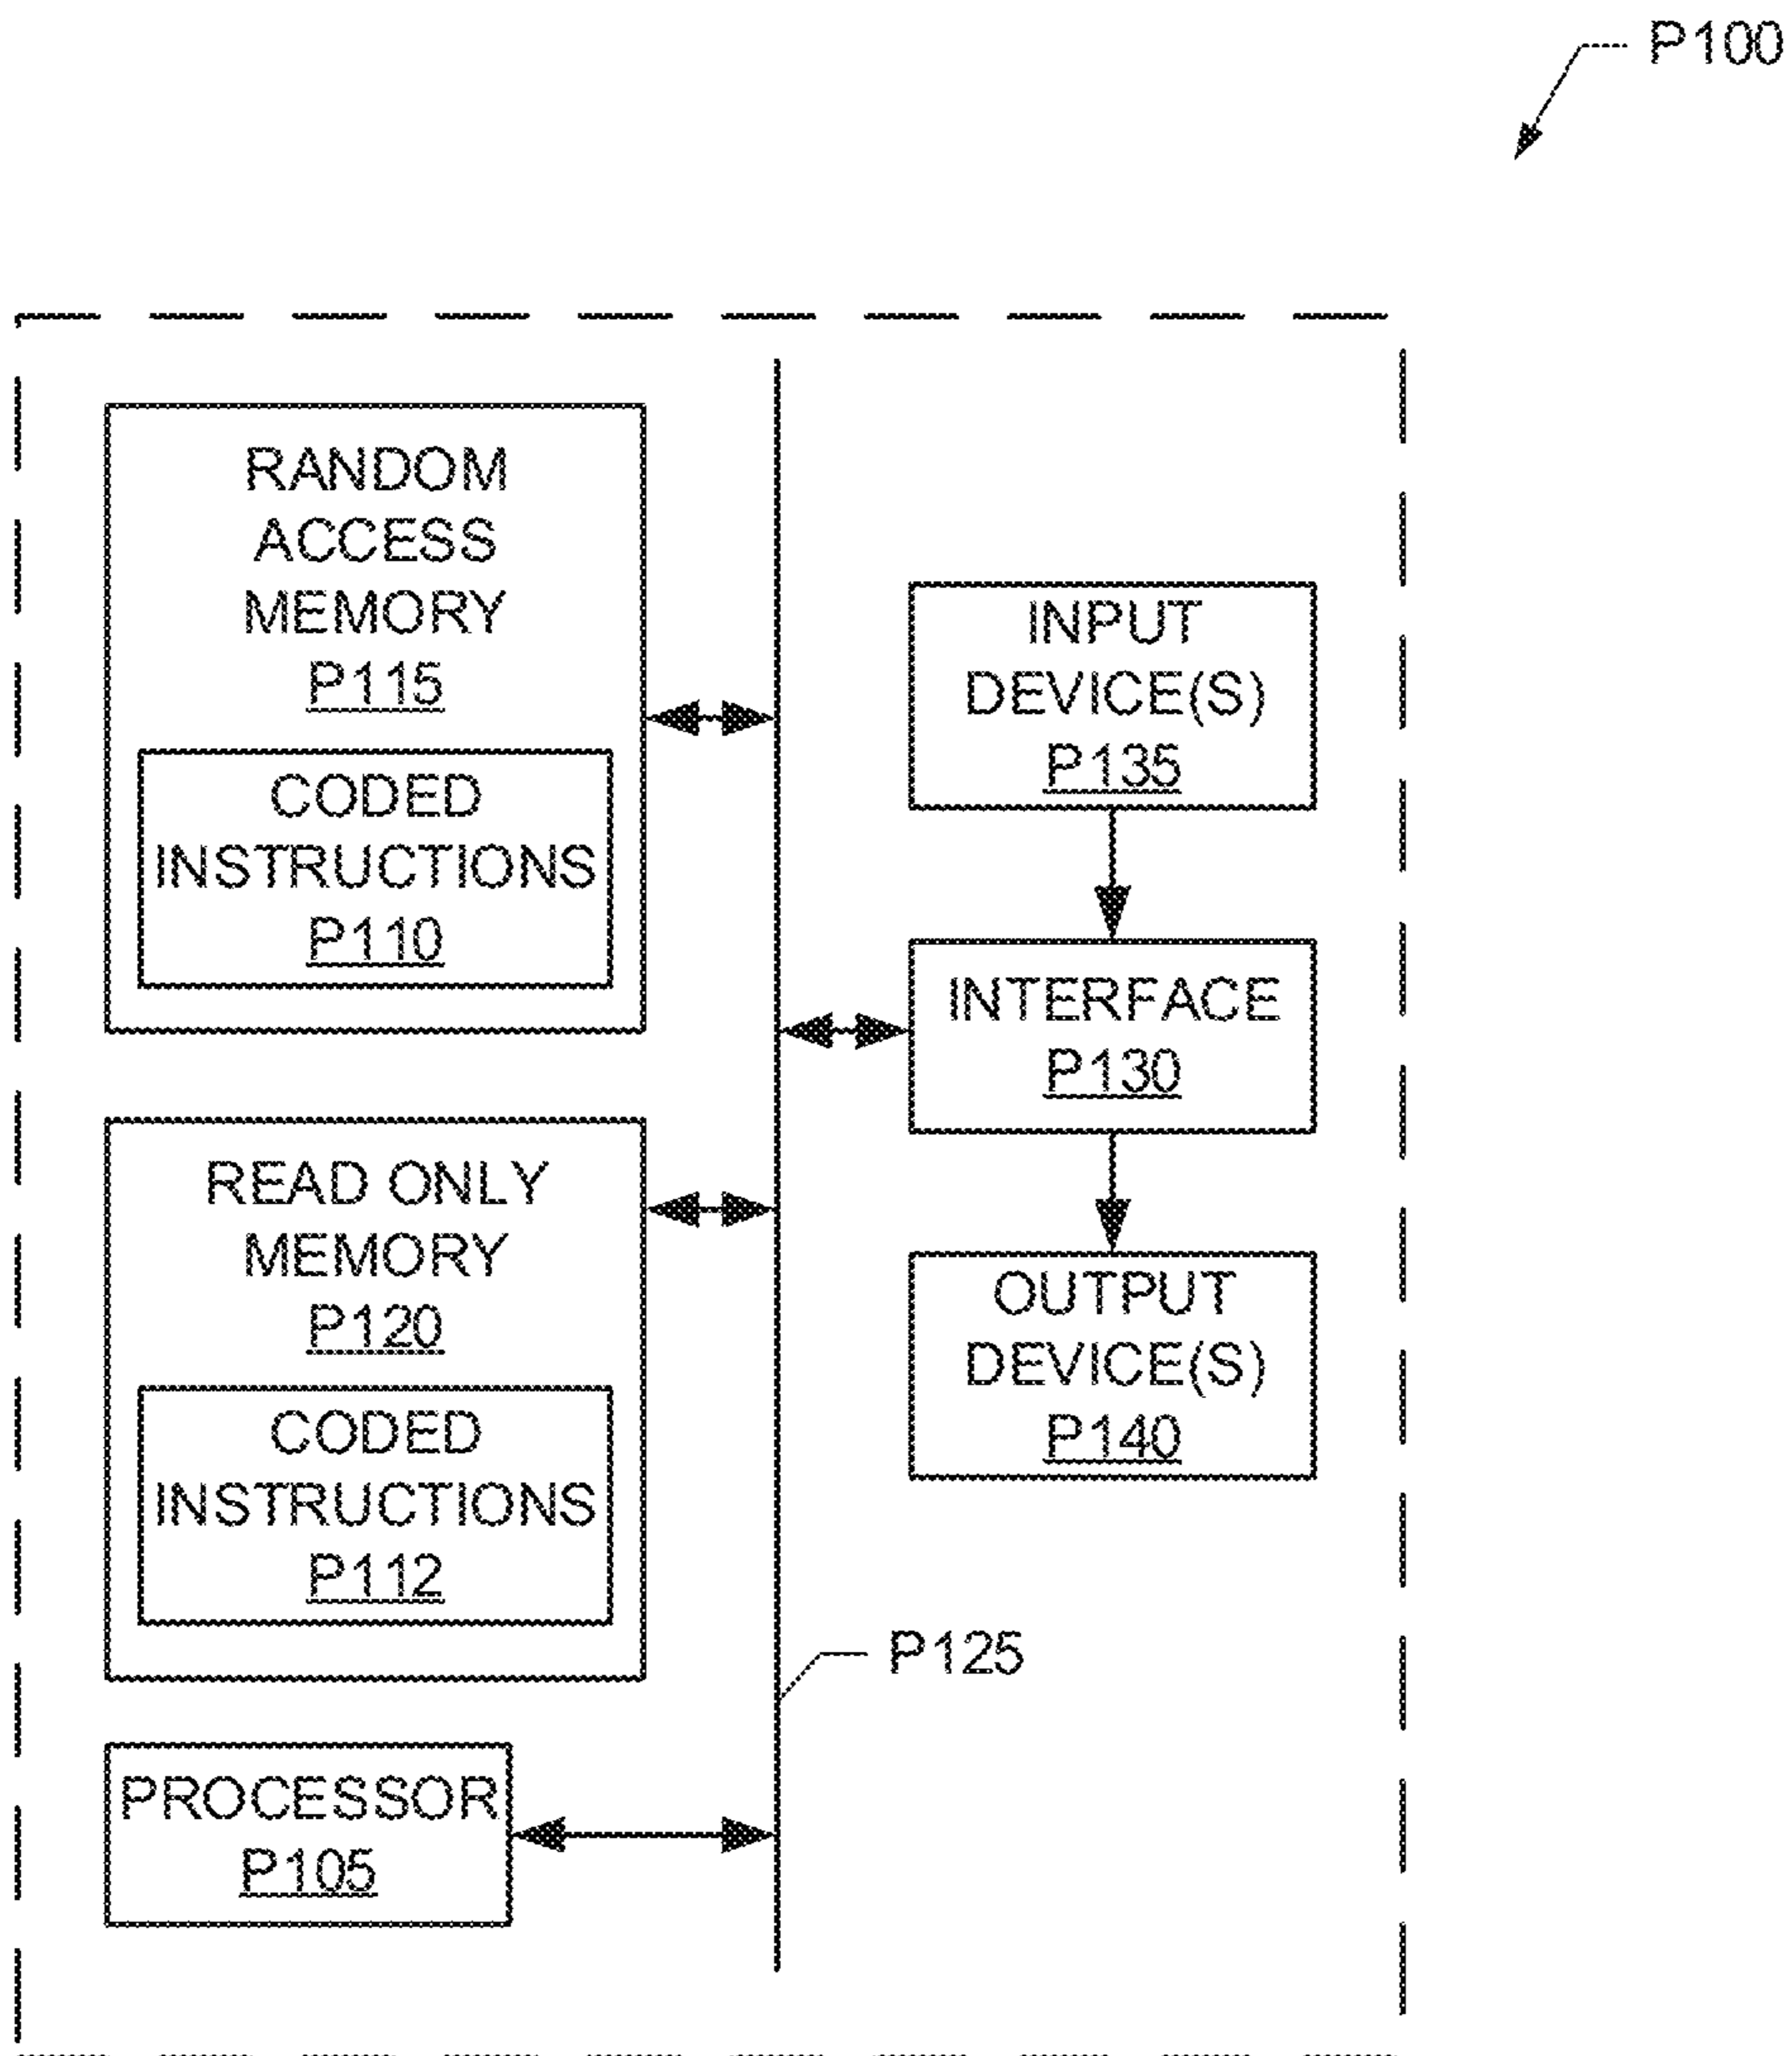 P100
RANDOM
ACCESS
MEMORY
P115
CODED
INSTRUCTIONS
P110
READ ONLY
MEMORY
P120
CODED
INSTRUCTIONS
P112
PROCESSOR
P105
INPUT
DEVICE(S)
P135
INTERFACE
P130
OUTPUT
DEVICE(S)
P140
P125